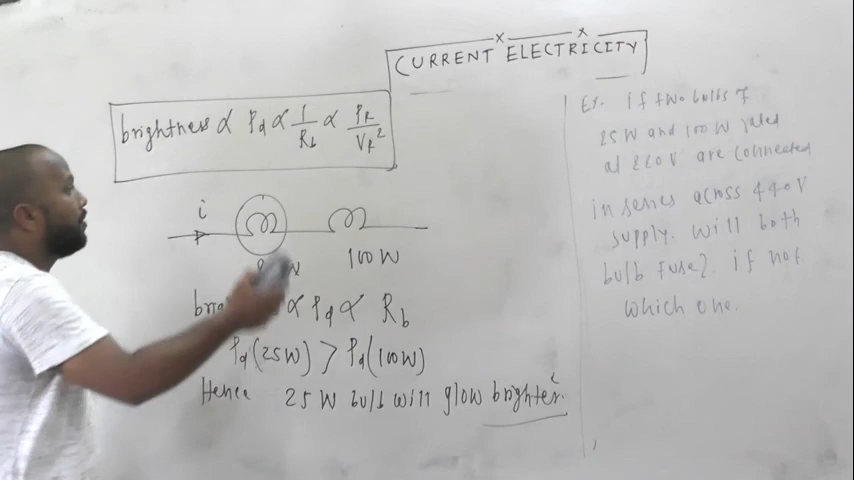 CURRENT ELECTRICITY
brightness ∝ Pd ∝ 1/Rb ∝ PR/VR²
i
W 100W
∝ Pd ∝ Rb
Pd(25W) > Pd(100W)
Hence 25 W bulb will glow brighter.
Ex. if two bulbs of
25W and 100W rated
at 220V are connected
in series across 440V
supply. will both
bulb fuse? if not
which one.